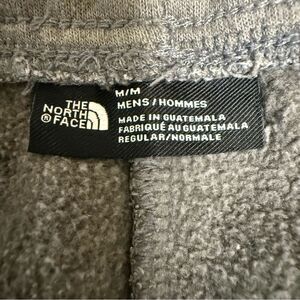 THE
NORTH
FACE
®
M/M
MENS / HOMMES
MADE IN GUATEMALA
FABRIQUÉ AU GUATEMALA
REGULAR/NORMALE